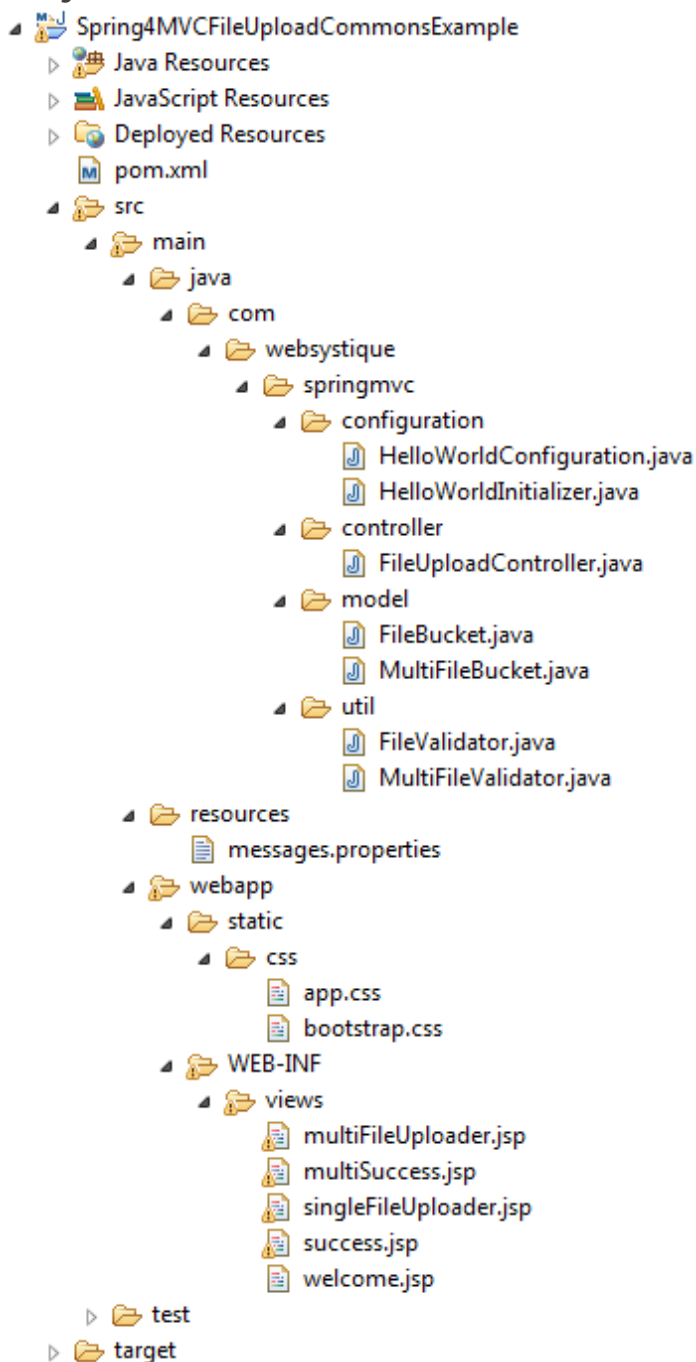 Spring4MVCFileUploadCommonsExample
Java Resources
JavaScript Resources
Deployed Resources
pom.xml
src
main
java
com
websystique
springmvc
configuration
HelloWorldConfiguration.java
HelloWorldInitializer.java
controller
FileUploadController.java
model
FileBucket.java
MultiFileBucket.java
util
FileValidator.java
MultiFileValidator.java
resources
messages.properties
webapp
static
css
app.css
bootstrap.css
WEB-INF
views
multiFileUploader.jsp
multiSuccess.jsp
singleFileUploader.jsp
success.jsp
welcome.jsp
test
target